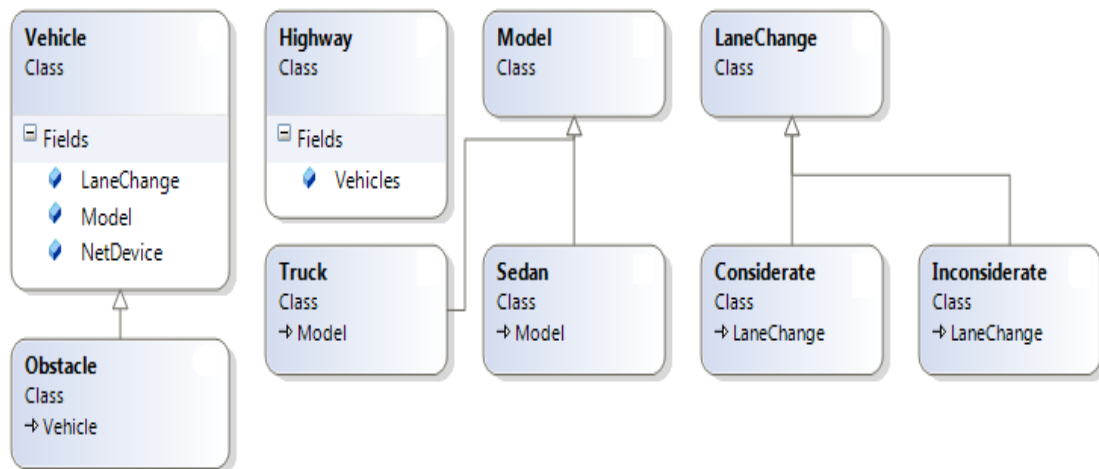 Vehicle
Class
Fields
LaneChange
Model
NetDevice
Highway
Class
Fields
Vehicles
Model
Class
LaneChange
Class
Truck
Class
Model
Sedan
Class
Model
Considerate
Class
LaneChange
Inconsiderate
Class
LaneChange
Obstacle
Class
Vehicle